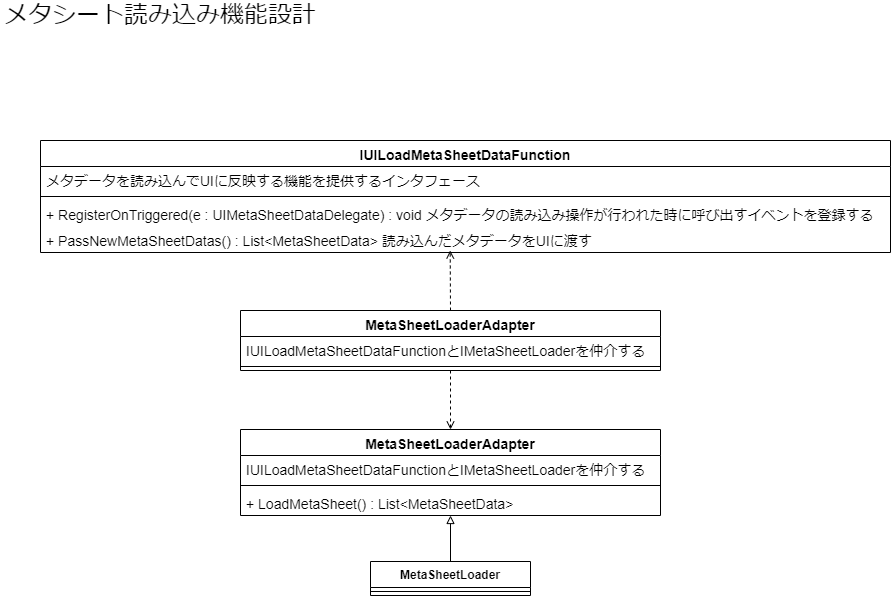 メタシート読み込み機能設計
IUILoadMetaSheetDataFunction
メタデータを読み込んでUIに反映する機能を提供するインタフェース
+ RegisterOnTriggered(e : UIMetaSheetDataDelegate) : void メタデータの読み込み操作が行われた時に呼び出すイベントを登録する
+ PassNewMetaSheetDatas() : List<MetaSheetData> 読み込んだメタデータをUIに渡す
MetaSheetLoaderAdapter
IUILoadMetaSheetDataFunctionとIMetaSheetLoaderを仲介する
MetaSheetLoaderAdapter
IUILoadMetaSheetDataFunctionとIMetaSheetLoaderを仲介する
+ LoadMetaSheet() : List<MetaSheetData>
MetaSheetLoader